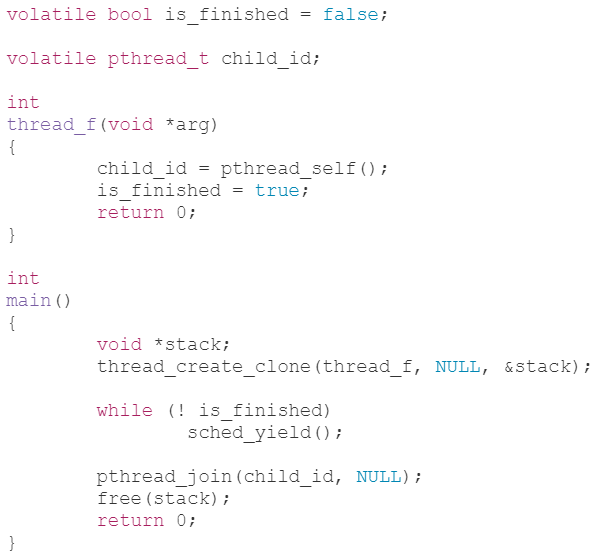 volatile bool is_finished = false;
volatile pthread_t child_id;
int
thread_f(void *arg)
{
        child_id = pthread_self();
        is_finished = true;
        return 0;
}
int
main()
{
        void *stack;
        thread_create_clone(thread_f, NULL, &stack);
        while (! is_finished)
                sched_yield();
        pthread_join(child_id, NULL);
        free(stack);
        return 0;
}